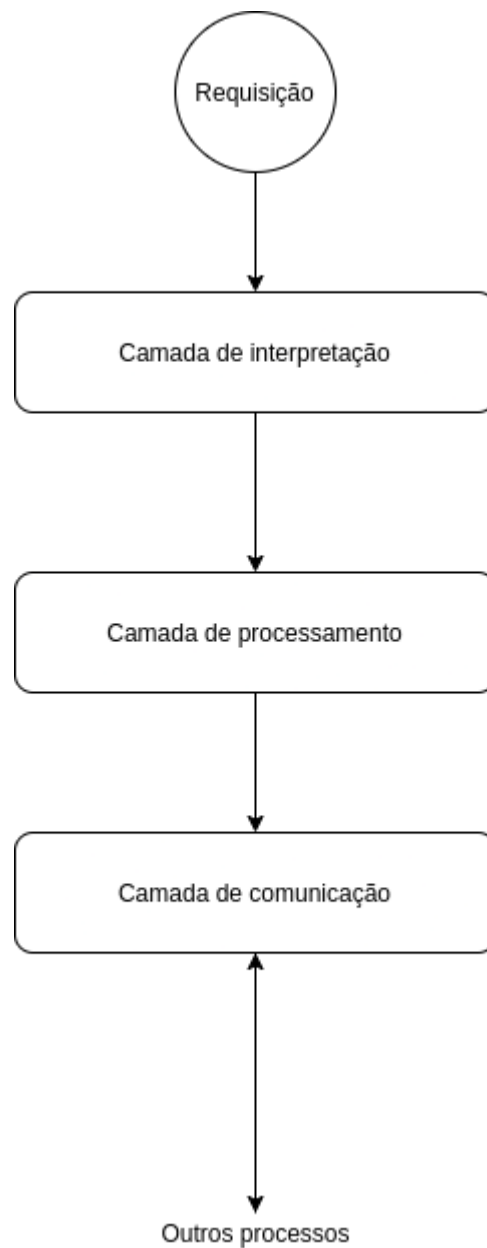 Requisição
Camada de interpretação
Camada de processamento
Camada de comunicação
Outros processos